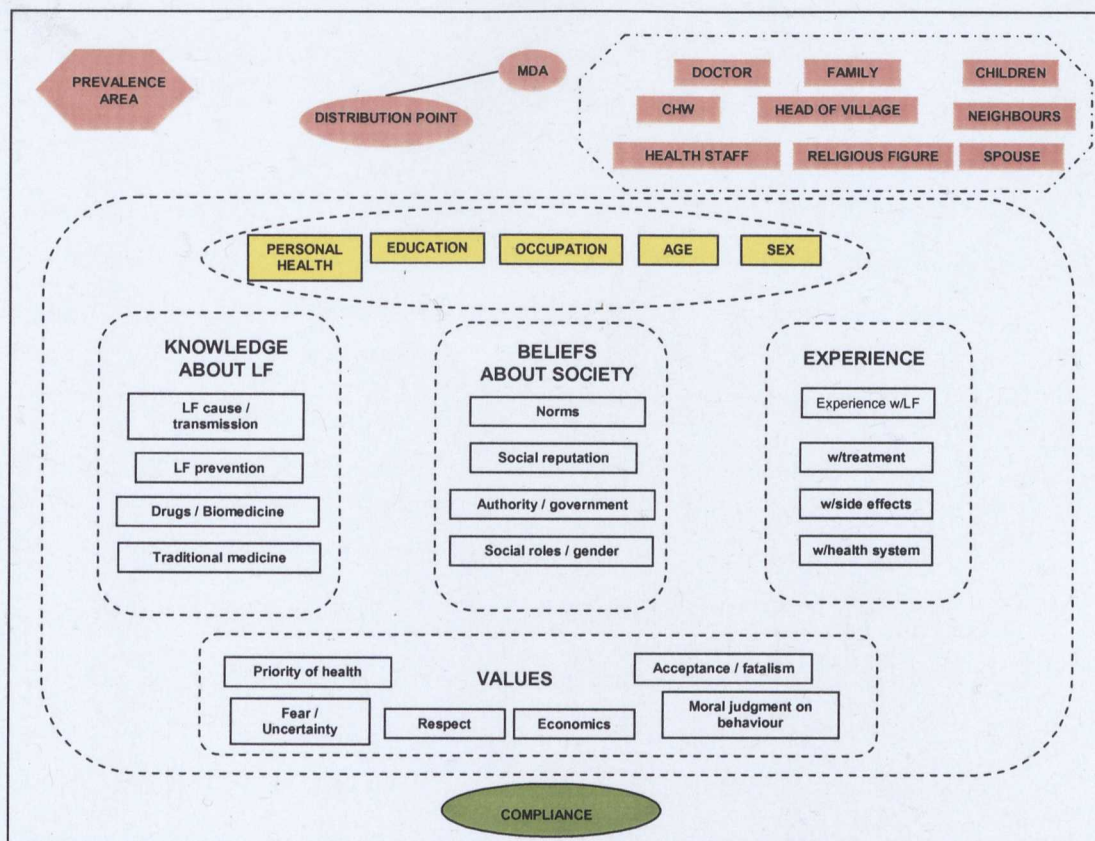 PREVALENCE
AREA
MDA
DISTRIBUTION POINT
DOCTOR
FAMILY
CHILDREN
CHW
HEAD OF VILLAGE
NEIGHBOURS
HEALTH STAFF
RELIGIOUS FIGURE
SPOUSE
PERSONAL
HEALTH
EDUCATION
OCCUPATION
AGE
SEX
KNOWLEDGE
ABOUT LF
LF cause /
transmission
LF prevention
Drugs / Biomedicine
Traditional medicine
BELIEFS
ABOUT SOCIETY
Norms
Social reputation
Authority / government
Social roles / gender
EXPERIENCE
Experience w/LF
w/treatment
w/side effects
w/health system
VALUES
Priority of health
Fear /
Uncertainty
Respect
Economics
Acceptance / fatalism
Moral judgment on
behaviour
COMPLIANCE